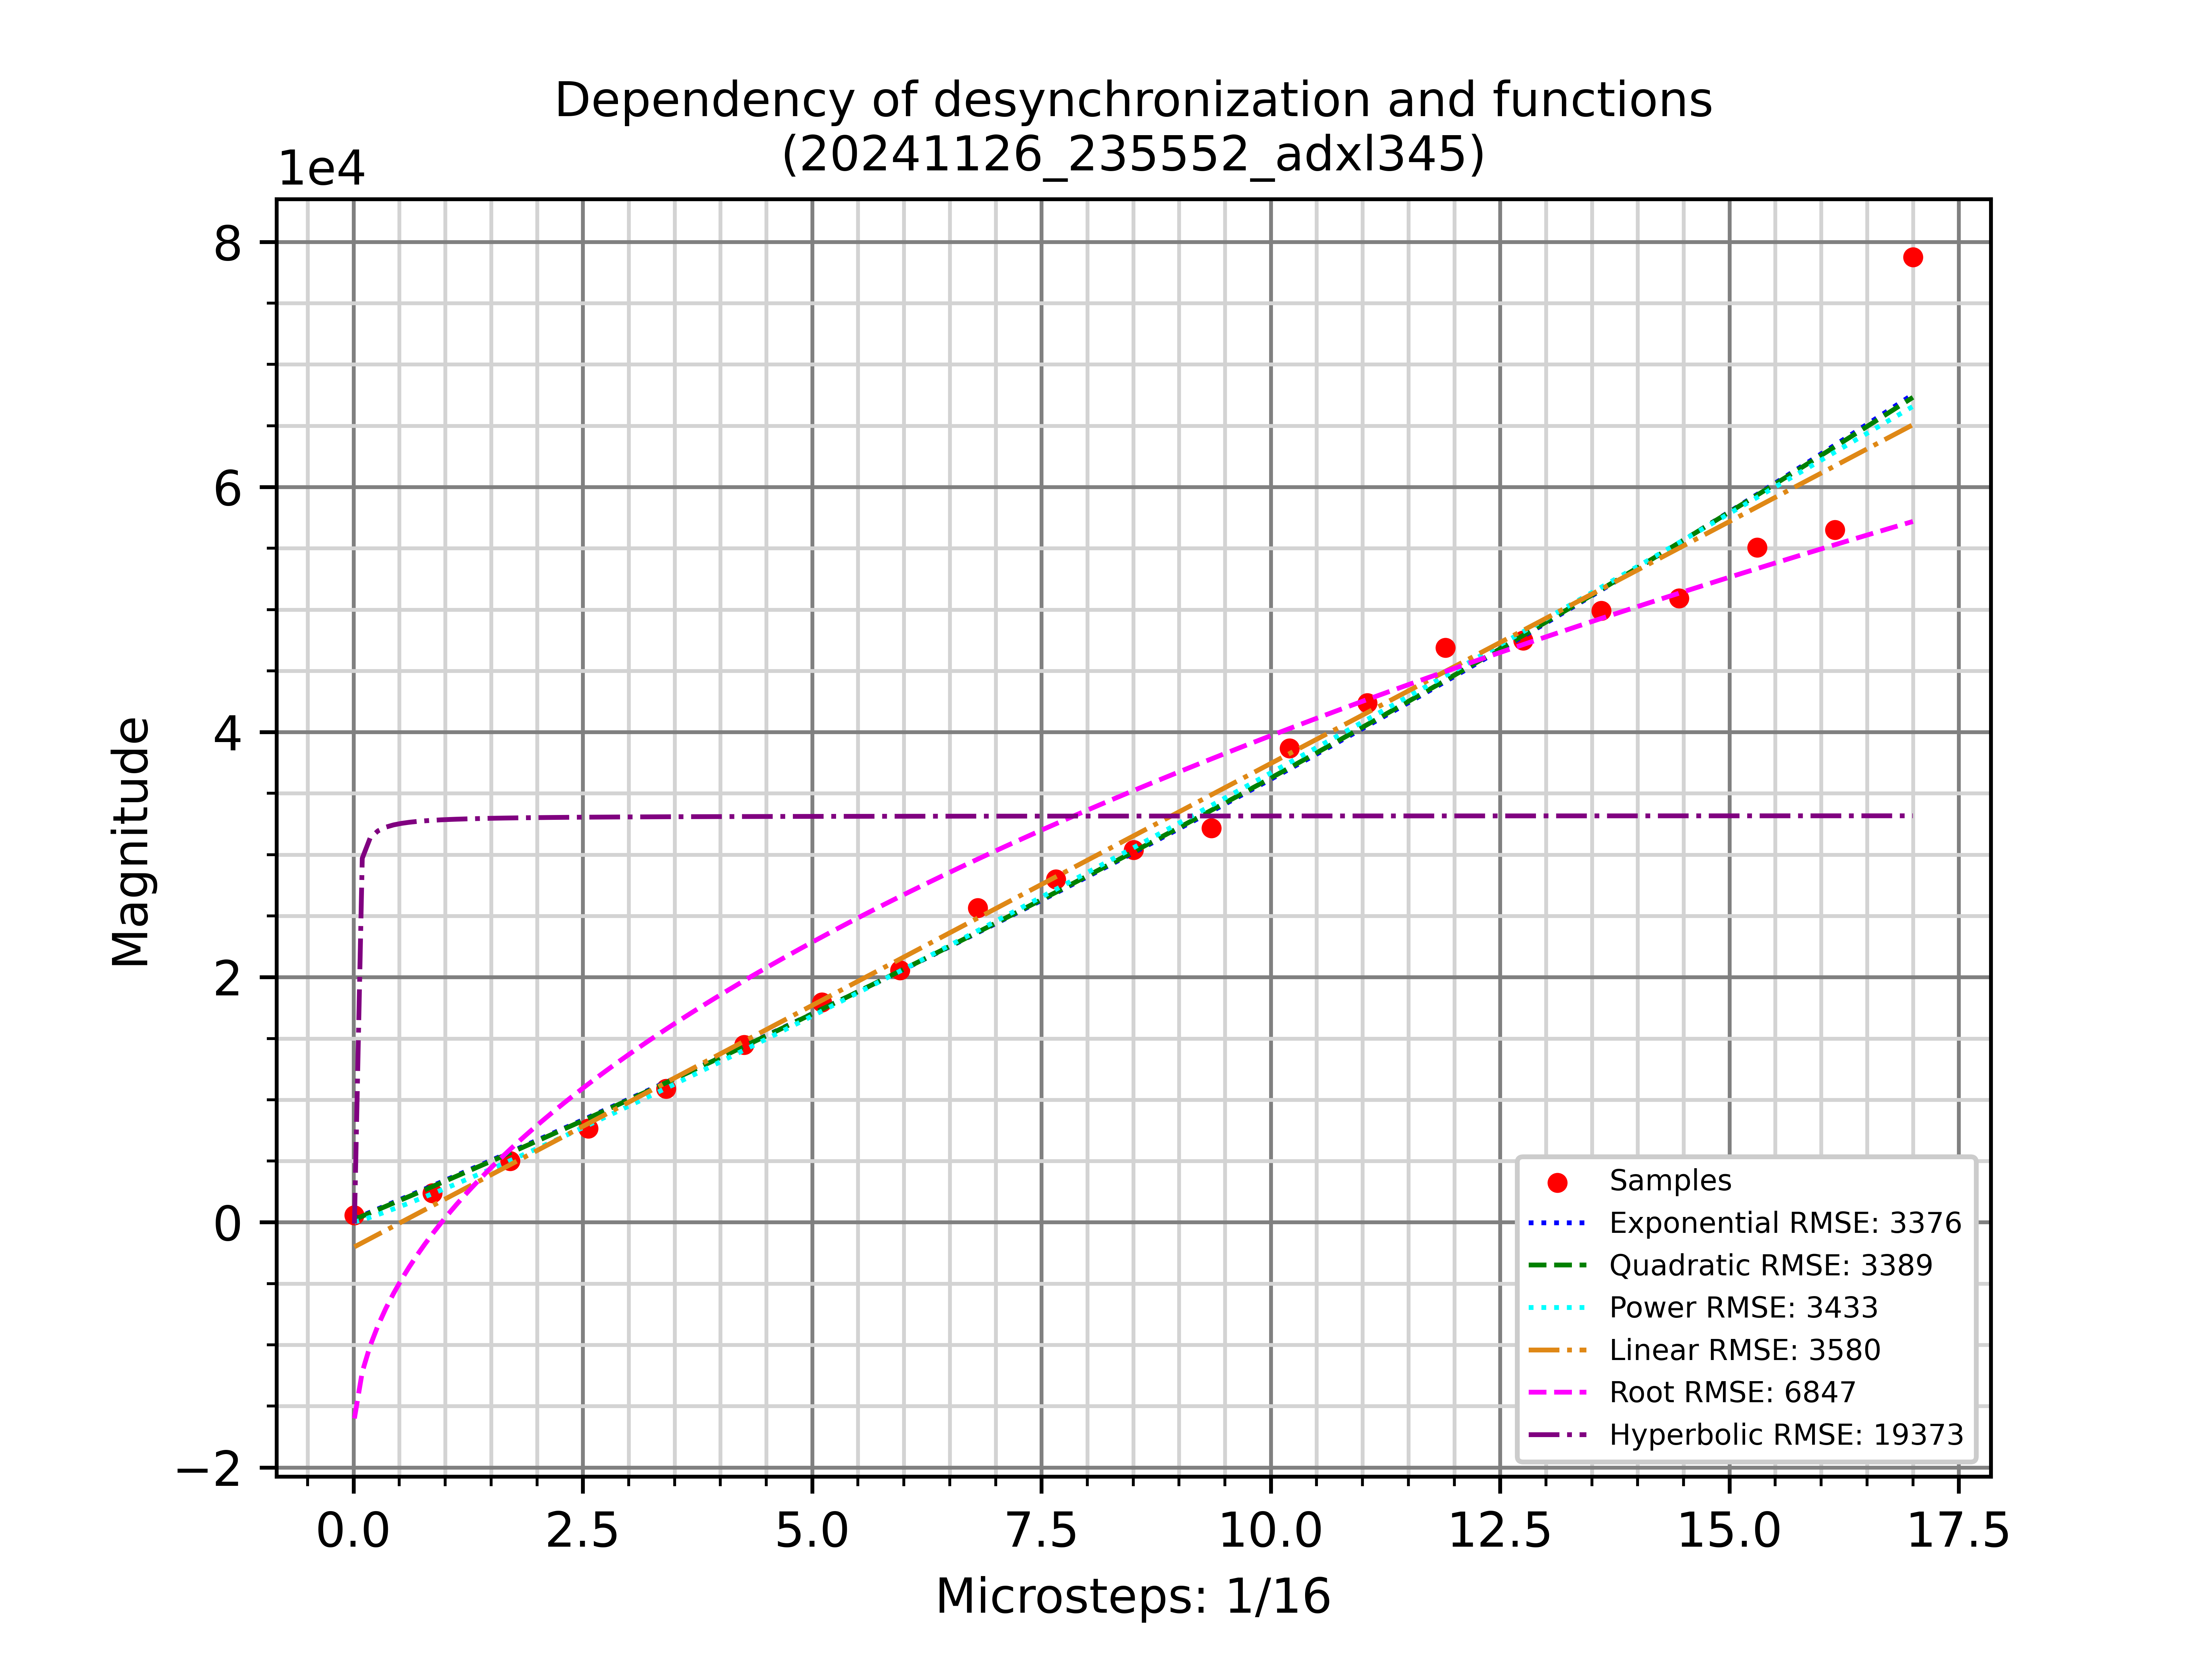 Dependency of desynchronization and functions
(20241126_235552_adxl345)
1e4
8
6
4
2
0
−2
Magnitude
0.0 2.5 5.0 7.5 10.0 12.5 15.0 17.5
Microsteps: 1/16
Samples
Exponential RMSE: 3376
Quadratic RMSE: 3389
Power RMSE: 3433
Linear RMSE: 3580
Root RMSE: 6847
Hyperbolic RMSE: 19373